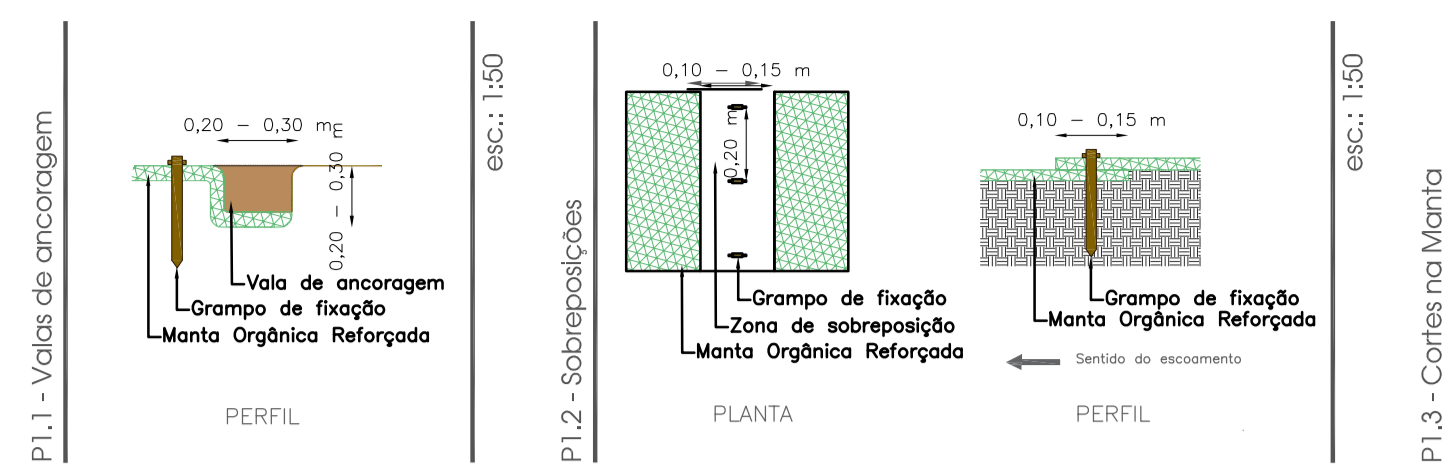 P1.1 - Valas de ancoragem
0,20 - 0,30 m
0,20 - 0,30 m
Vala de ancoragem
Grampo de fixação
Manta Orgânica Reforçada
PERFIL
esc.: 1:50
P1.2 - Sobreposições
0,10 - 0,15 m
0,20 m
Grampo de fixação
Zona de sobreposição
Manta Orgânica Reforçada
PLANTA
0,10 - 0,15 m
Grampo de fixação
Manta Orgânica Reforçada
Sentido do escoamento
PERFIL
esc.: 1:50
P1.3 - Cortes na Manta